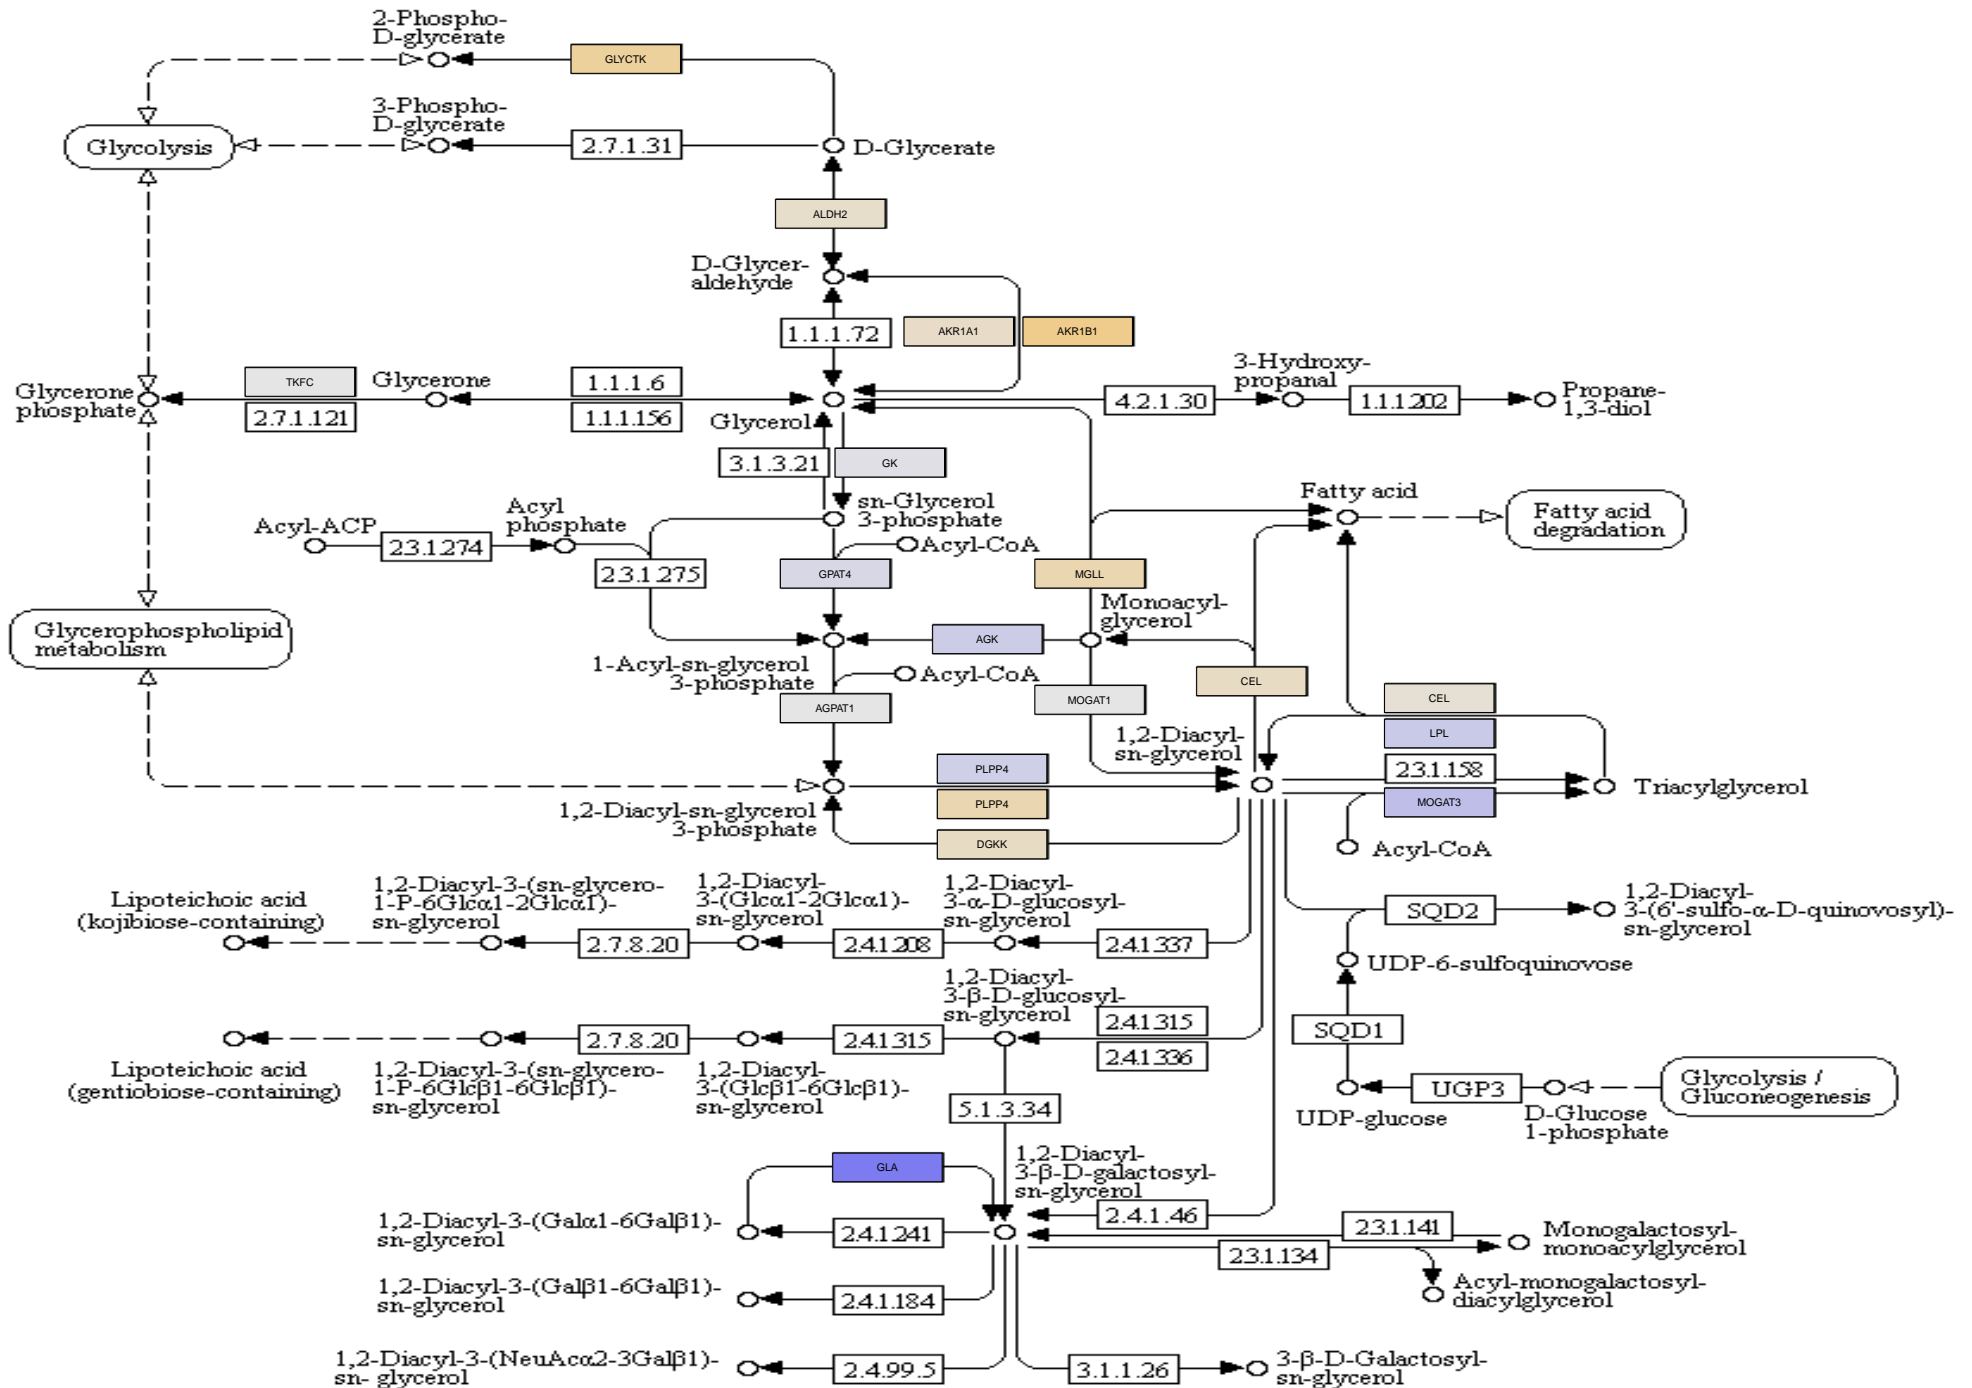 2-Phospho-
D-glycerate
GLYCTK
3-Phospho-
D-glycerate
Glycolysis
2.7.1.31
D-Glycerate
ALDH2
D-Glycer-
aldehyde
1.1.1.72
AKR1A1
AKR1B1
Glycerone
phosphate
TKFC
2.7.1.121
Glycerone
1.1.1.6
1.1.1.156
Glycerol
4.2.1.30
3-Hydroxy-
propanal
1.1.1.202
Propane-
1,3-diol
3.1.3.21
GK
sn-Glycerol
3-phosphate
Fatty acid
Fatty acid
degradation
Acyl-ACP
2.3.1.274
Acyl
phosphate
2.3.1.275
Acyl-CoA
GPAT4
MGLL
Monoacyl-
glycerol
Glycerophospholipid
metabolism
AGK
1-Acyl-sn-glycerol
3-phosphate
Acyl-CoA
CEL
AGPAT1
MOGAT1
CEL
LPL
1,2-Diacyl-
sn-glycerol
2.3.1.158
PLPP4
PLPP4
MOGAT3
Triacylglycerol
1,2-Diacyl-sn-glycerol
3-phosphate
DGKK
Acyl-CoA
Lipoteichoic acid
(kojibiose-containing)
1,2-Diacyl-3-(sn-glycero-
1-P-6Glcα1-2Glcα1)-
sn-glycerol
1,2-Diacyl-
3-(Glcα1-2Glcα1)-
sn-glycerol
1,2-Diacyl-
3-α-D-glucosyl-
sn-glycerol
SQD2
1,2-Diacyl-
3-(6'-sulfo-α-D-quinovosyl)-
sn-glycerol
2.7.8.20
2.4.1.208
2.4.1.337
UDP-6-sulfoquinovose
1,2-Diacyl-
3-β-D-glucosyl-
sn-glycerol
2.7.8.20
2.4.1.315
2.4.1.315
2.4.1.336
SQD1
Lipoteichoic acid
(gentiobiose-containing)
1,2-Diacyl-3-(sn-glycero-
1-P-6Glcβ1-6Glcβ1)-
sn-glycerol
1,2-Diacyl-
3-(Glcβ1-6Glcβ1)-
sn-glycerol
5.1.3.34
UDP-glucose
UGP3
D-Glucose
1-phosphate
Glycolysis /
Gluconeogenesis
GLA
1,2-Diacyl-
3-β-D-galactosyl-
sn-glycerol
1,2-Diacyl-3-(Galα1-6Galβ1)-
sn-glycerol
2.4.1.241
2.4.1.46
2.3.1.141
2.3.1.134
Monogalactosyl-
monoacylglycerol
1,2-Diacyl-3-(Galβ1-6Galβ1)-
sn-glycerol
2.4.1.184
Acyl-monogalactosyl-
diacylglycerol
1,2-Diacyl-3-(NeuAcα2-3Galβ1)-
sn- glycerol
2.4.99.5
3.1.1.26
3-β-D-Galactosyl-
sn-glycerol